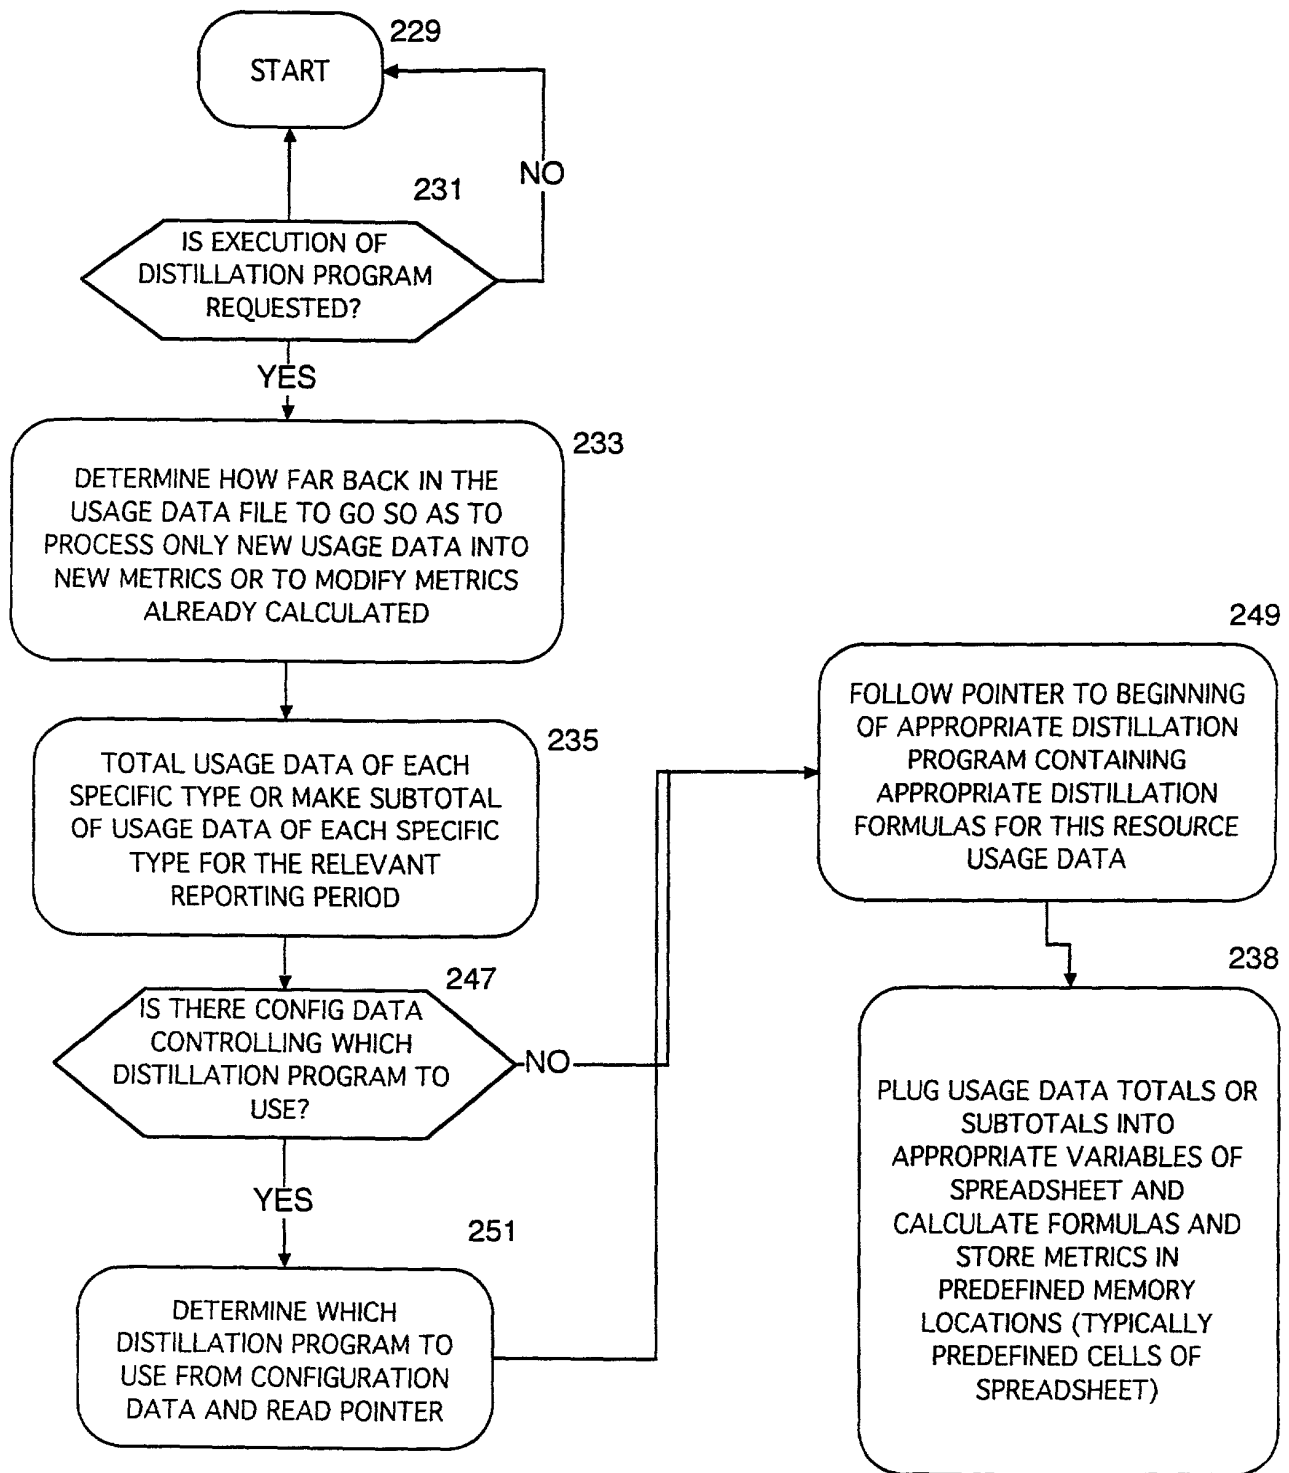 229
START
NO
231
IS EXECUTION OF
DISTILLATION PROGRAM
REQUESTED?
YES
233
DETERMINE HOW FAR BACK IN THE
USAGE DATA FILE TO GO SO AS TO
PROCESS ONLY NEW USAGE DATA INTO
NEW METRICS OR TO MODIFY METRICS
ALREADY CALCULATED
235
TOTAL USAGE DATA OF EACH
SPECIFIC TYPE OR MAKE SUBTOTAL
OF USAGE DATA OF EACH SPECIFIC
TYPE FOR THE RELEVANT
REPORTING PERIOD
247
IS THERE CONFIG DATA
CONTROLLING WHICH
DISTILLATION PROGRAM TO
USE?
NO
YES
251
DETERMINE WHICH
DISTILLATION PROGRAM TO
USE FROM CONFIGURATION
DATA AND READ POINTER
249
FOLLOW POINTER TO BEGINNING
OF APPROPRIATE DISTILLATION
PROGRAM CONTAINING
APPROPRIATE DISTILLATION
FORMULAS FOR THIS RESOURCE
USAGE DATA
238
PLUG USAGE DATA TOTALS OR
SUBTOTALS INTO
APPROPRIATE VARIABLES OF
SPREADSHEET AND
CALCULATE FORMULAS AND
STORE METRICS IN
PREDEFINED MEMORY
LOCATIONS (TYPICALLY
PREDEFINED CELLS OF
SPREADSHEET)